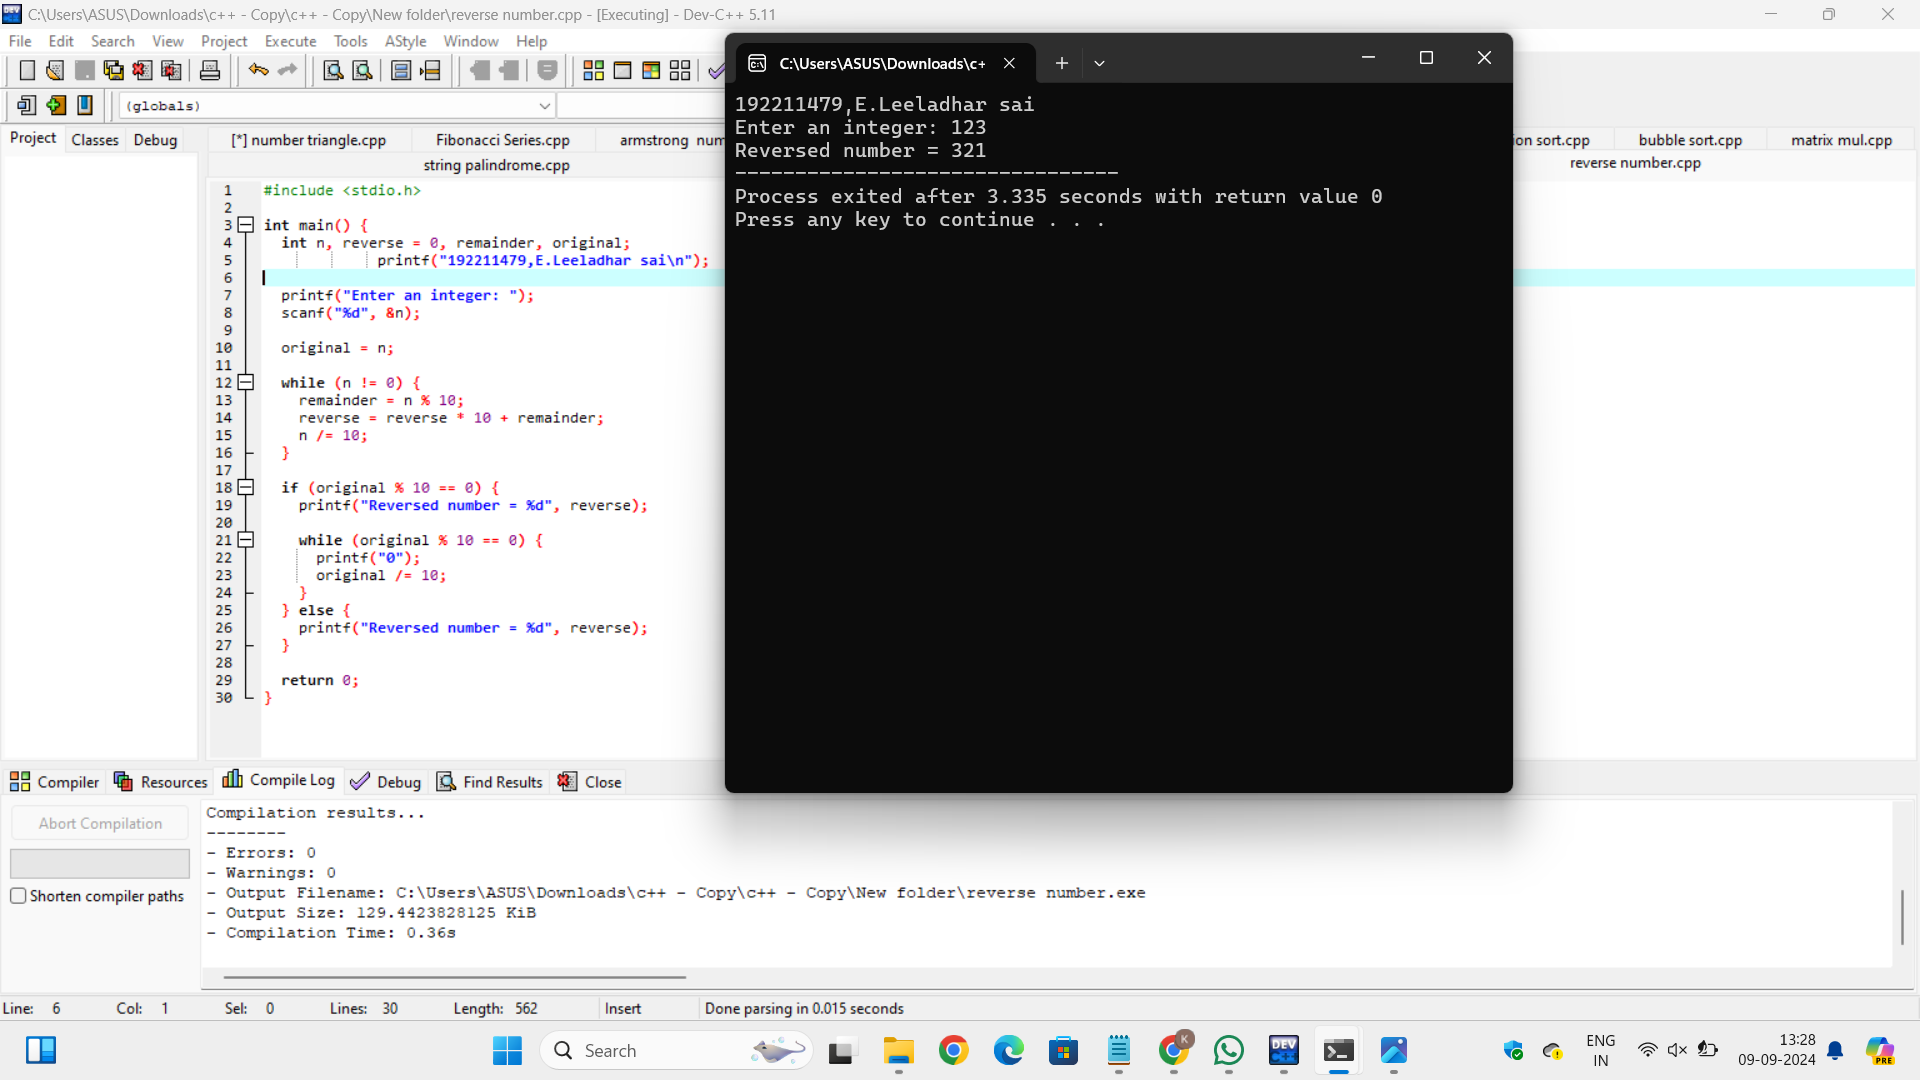 C:\Users\ASUS\Downloads\c++ - Copy\c++ - Copy\New folder\reverse number.cpp - [Executing] - Dev-C++ 5.11
File Edit Search View Project Execute Tools AStyle Window Help
(globals)
Project Classes Debug
[*] number triangle.cpp Fibonacci Series.cpp armstrong num ion sort.cpp bubble sort.cpp matrix mul.cpp
string palindrome.cpp reverse number.cpp
1 #include <stdio.h>
2
3 int main() {
4 int n, reverse = 0, remainder, original;
5 printf("192211479,E.Leeladhar sai\n");
6
7 printf("Enter an integer: ");
8 scanf("%d", &n);
9
10 original = n;
11
12 while (n != 0) {
13 remainder = n % 10;
14 reverse = reverse * 10 + remainder;
15 n /= 10;
16 }
17
18 if (original % 10 == 0) {
19 printf("Reversed number = %d", reverse);
20
21 while (original % 10 == 0) {
22 printf("0");
23 original /= 10;
24 }
25 } else {
26 printf("Reversed number = %d", reverse);
27 }
28
29 return 0;
30 }
C:\Users\ASUS\Downloads\c+
192211479,E.Leeladhar sai
Enter an integer: 123
Reversed number = 321
--------------------------------
Process exited after 3.335 seconds with return value 0
Press any key to continue . . .
Compiler Resources Compile Log Debug Find Results Close
Abort Compilation
Shorten compiler paths
Compilation results...
--------
- Errors: 0
- Warnings: 0
- Output Filename: C:\Users\ASUS\Downloads\c++ - Copy\c++ - Copy\New folder\reverse number.exe
- Output Size: 129.4423828125 KiB
- Compilation Time: 0.36s
Line: 6 Col: 1 Sel: 0 Lines: 30 Length: 562 Insert Done parsing in 0.015 seconds
Search
K
DEV
C++
PRE
ENG
IN
13:28
09-09-2024